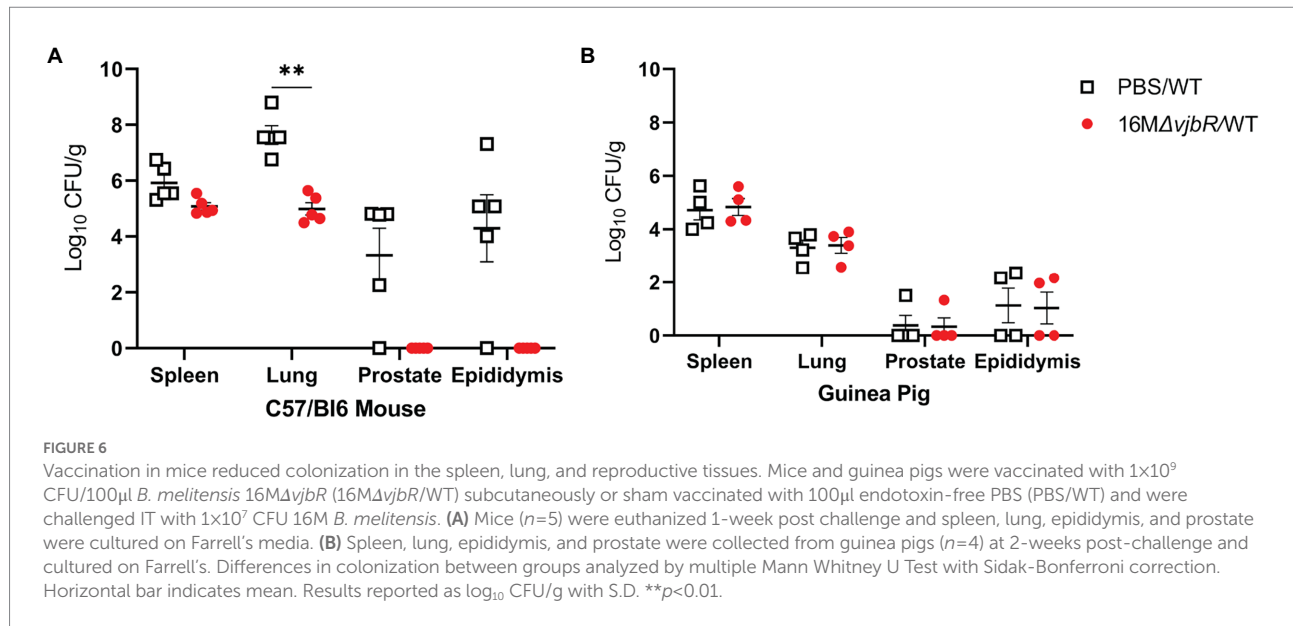 A
B
**
10
8
6
4
2
0
Log₁₀ CFU/g
Spleen
Lung
Prostate
Epididymis
C57/Bl6 Mouse
10
8
6
4
2
0
Log₁₀ CFU/g
Spleen
Lung
Prostate
Epididymis
Guinea Pig
PBS/WT
16MΔvjbR/WT
FIGURE 6
Vaccination in mice reduced colonization in the spleen, lung, and reproductive tissues. Mice and guinea pigs were vaccinated with 1×10⁹
CFU/100μl B. melitensis 16MΔvjbR (16MΔvjbR/WT) subcutaneously or sham vaccinated with 100μl endotoxin-free PBS (PBS/WT) and were
challenged IT with 1×10⁷ CFU 16M B. melitensis. (A) Mice (n=5) were euthanized 1-week post challenge and spleen, lung, epididymis, and prostate
were cultured on Farrell's media. (B) Spleen, lung, epididymis, and prostate were collected from guinea pigs (n=4) at 2-weeks post-challenge and
cultured on Farrell's. Differences in colonization between groups analyzed by multiple Mann Whitney U Test with Sidak-Bonferroni correction.
Horizontal bar indicates mean. Results reported as log₁₀ CFU/g with S.D. **p<0.01.